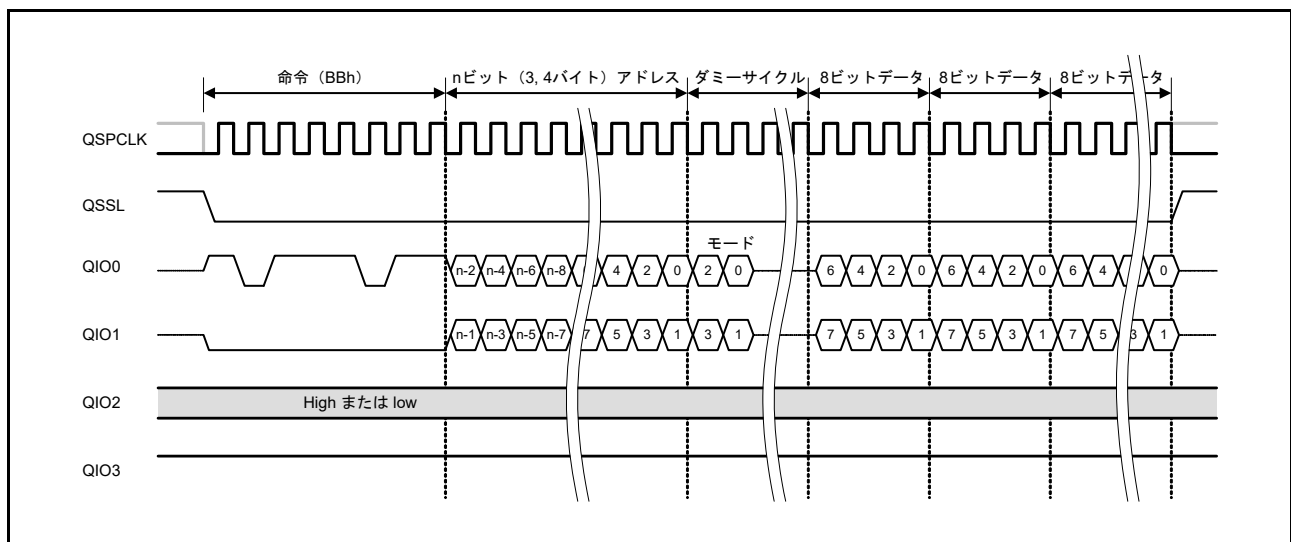 命令（BBh） nビット（3, 4バイト）アドレス ダミーサイクル 8ビットデータ 8ビットデータ 8ビットデータ
QSPCLK
QSSL
モード
QIO0 n-2 n-4 n-6 n-8 4 2 0 2 0 6 4 2 0 6 4 2 0 6 4 0
QIO1 n-1 n-3 n-5 n-7 7 5 3 1 3 1 7 5 3 1 7 5 3 1 7 5 3 1
QIO2 High または low
QIO3